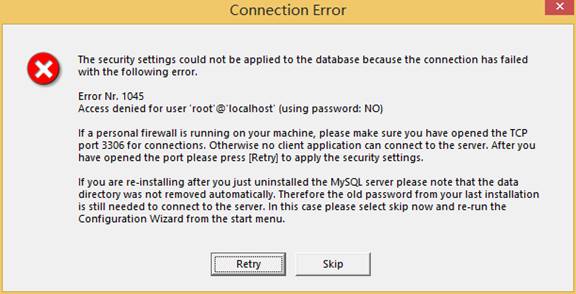 Connection Error
The security settings could not be applied to the database because the connection has failed
with the following error.
Error Nr. 1045
Access denied for user 'root'@'localhost' (using password: NO)
If a personal firewall is running on your machine, please make sure you have opened the TCP
port 3306 for connections. Otherwise no client application can connect to the server. After you
have opened the port please press [Retry] to apply the security settings.
If you are re-installing after you just uninstalled the MySQL server please note that the data
directory was not removed automatically. Therefore the old password from your last installation
is still needed to connect to the server. In this case please select skip now and re-run the
Configuration Wizard from the start menu.
Retry
Skip